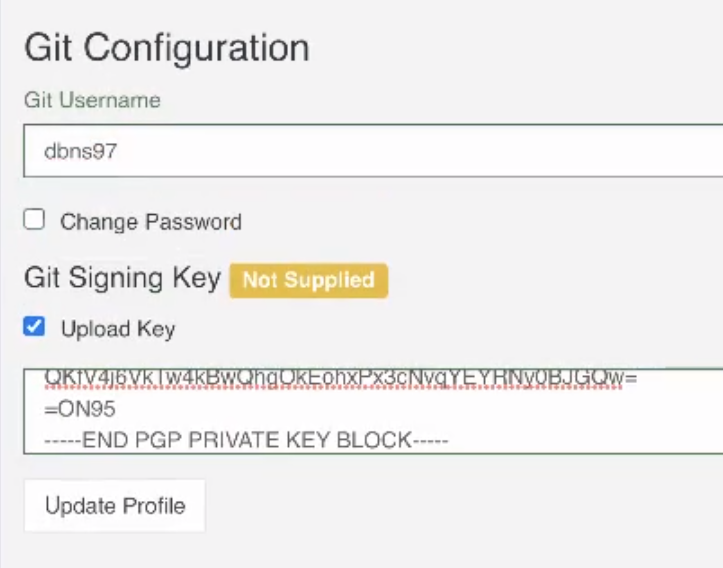 Git Configuration
Git Username
dbns97
Change Password
Git Signing Key Not Supplied
Upload Key
=ON95
-----END PGP PRIVATE KEY BLOCK-----
Update Profile